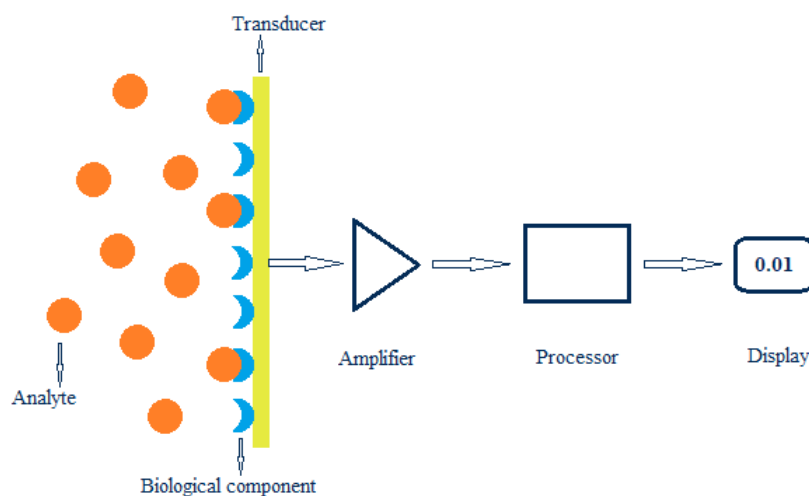 Transducer
0.01
Amplifier
Processor
Display
Analyte
Biological component